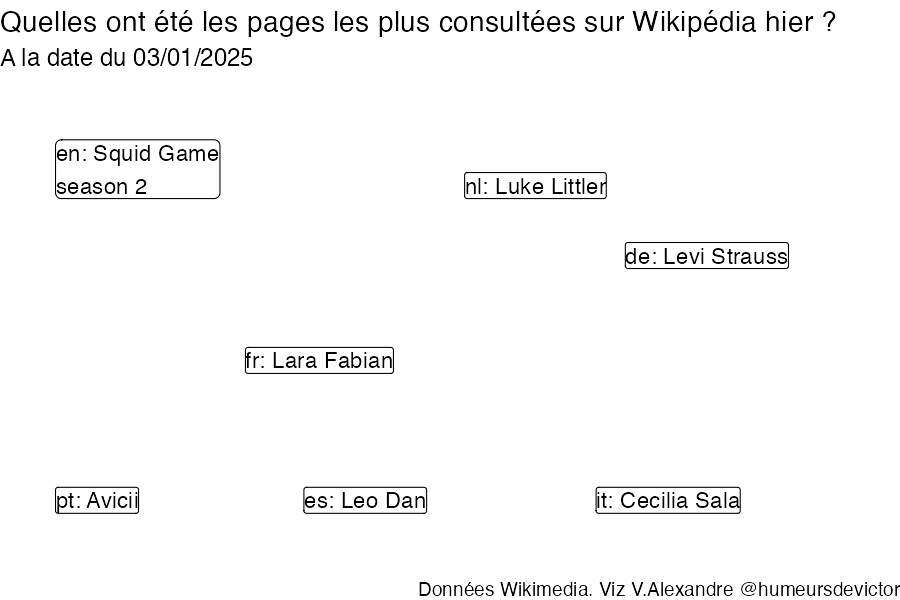 Quelles ont été les pages les plus consultées sur Wikipédia hier ?
A la date du 03/01/2025
en: Squid Game
season 2
nl: Luke Littler
de: Levi Strauss
fr: Lara Fabian
pt: Avicii
es: Leo Dan
it: Cecilia Sala
Données Wikimedia. Viz V.Alexandre @humeursdevictor